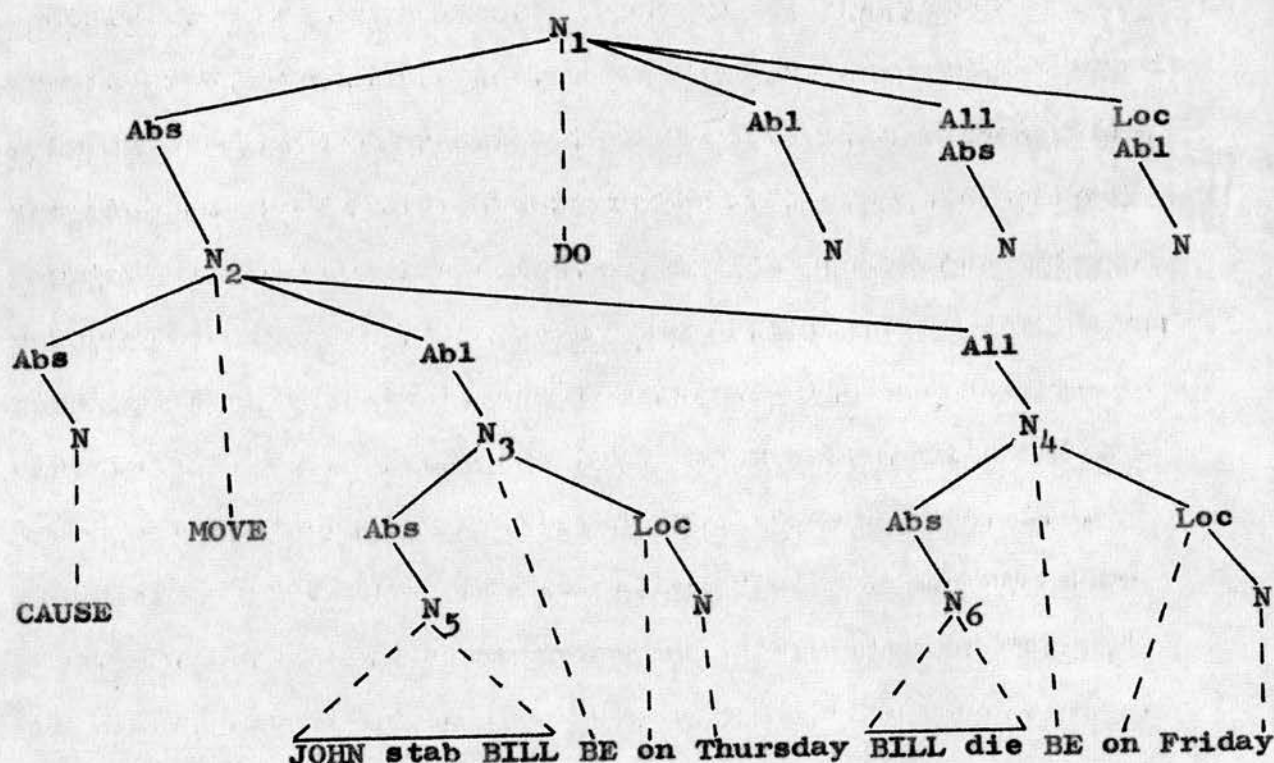 N1
Abs Abl All Loc
Abs Abl
N2 DO N N N
Abs Abl All
N N3 N4
MOVE Abs Loc Abs Loc
CAUSE N5 N N6 N
JOHN stab BILL BE on Thursday BILL die BE on Friday